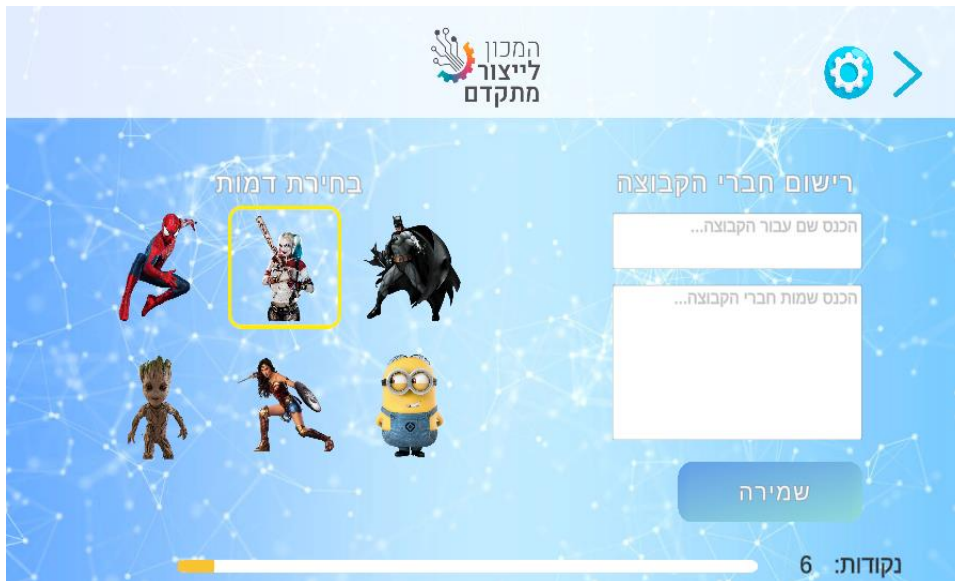 המכון
לייצור
מתקדם
רישום חברי הקבוצה
הכנס שם עבור הקבוצה...
הכנס שמות חברי הקבוצה...
שמירה
בחירת דמות
נקודות: 6